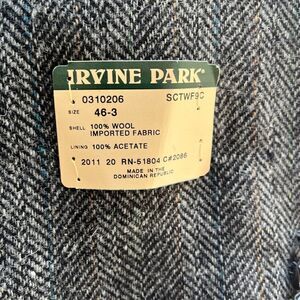 IRVINE PARK®
0310206 SCTWF9C
SIZE 46-3
SHELL 100% WOOL
IMPORTED FABRIC
LINING 100% ACETATE
2011 20 RN-51804 C#2086
MADE IN THE
DOMINICAN REPUBLIC